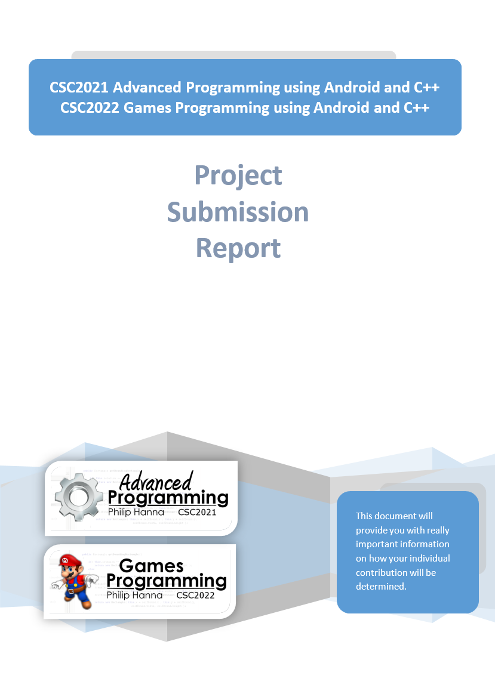 CSC2021 Advanced Programming using Android and C++
CSC2022 Games Programming using Android and C++
Project
Submission
Report
Advanced
Programming
Philip Hanna CSC2021
Games
Programming
Philip Hanna CSC2022
This document will
provide you with really
important information
on how your individual
contribution will be
determined.